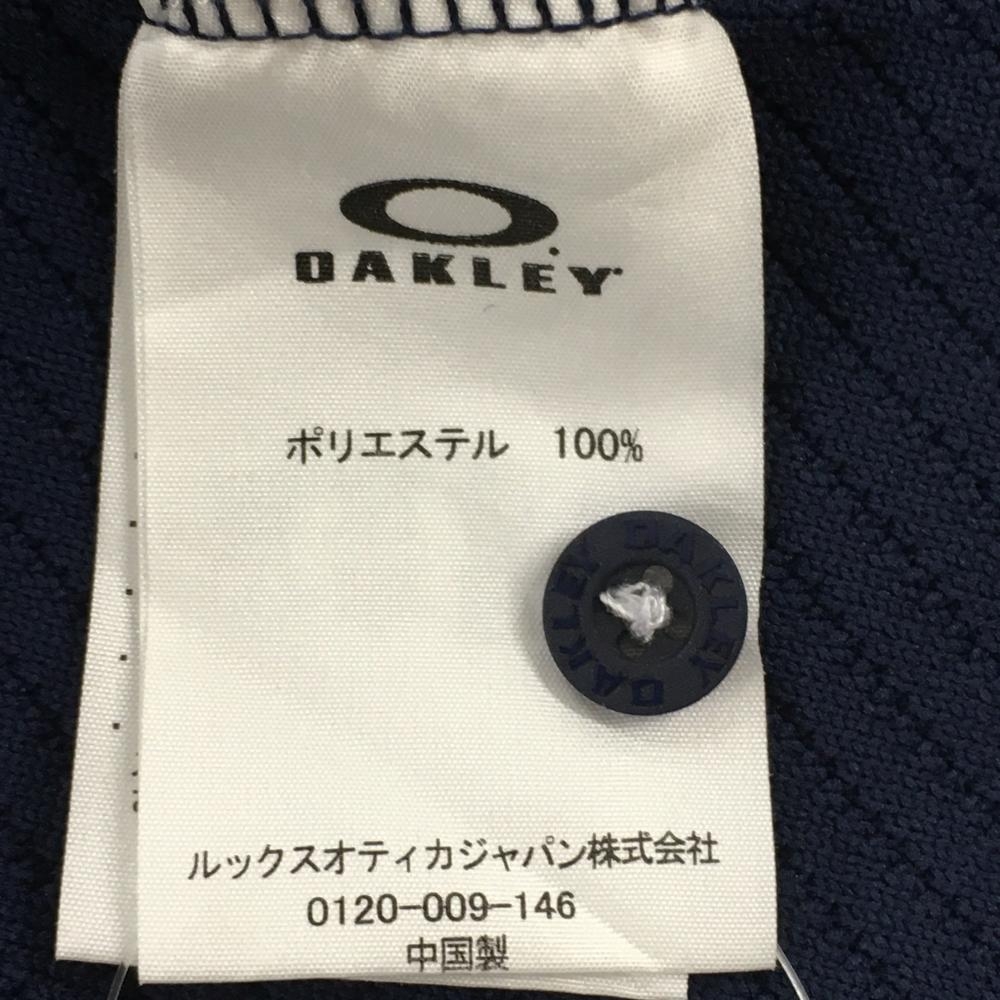 OAKLEY
ポリエステル 100%
OAKLEY OAKLEY
ルックスオティカジャパン株式会社
0120-009-146
中国製